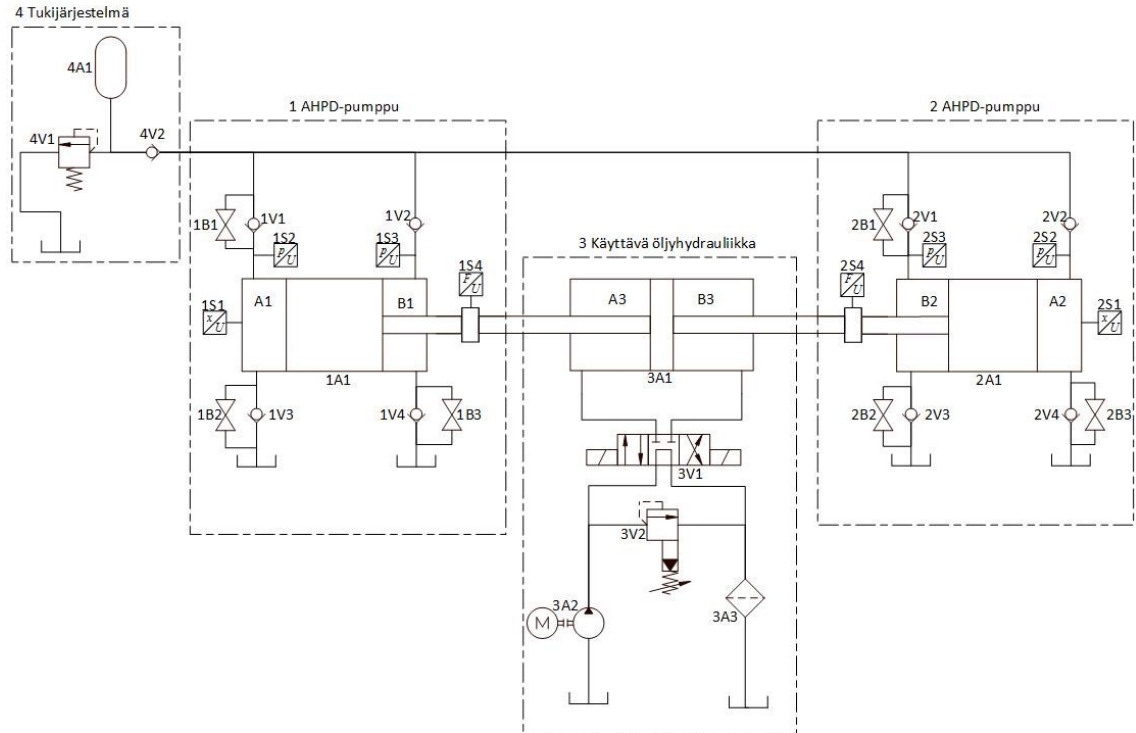 4 Tukijärjestelmä
4A1
4V1
4V2
1 AHPD-pumppu
1B1
1V1
1V2
1S2
p
U
1S3
p
U
1S4
F
U
1S1
x
U
A1
B1
1A1
1B2
1V3
1V4
1B3
3 Käyttävä öljyhydrauliikka
A3
B3
3A1
3V1
3V2
3A2
M
3A3
2 AHPD-pumppu
2B1
2V1
2V2
2S3
p
U
2S2
p
U
2S4
F
U
B2
A2
2S1
x
U
2A1
2B2
2V3
2V4
2B3